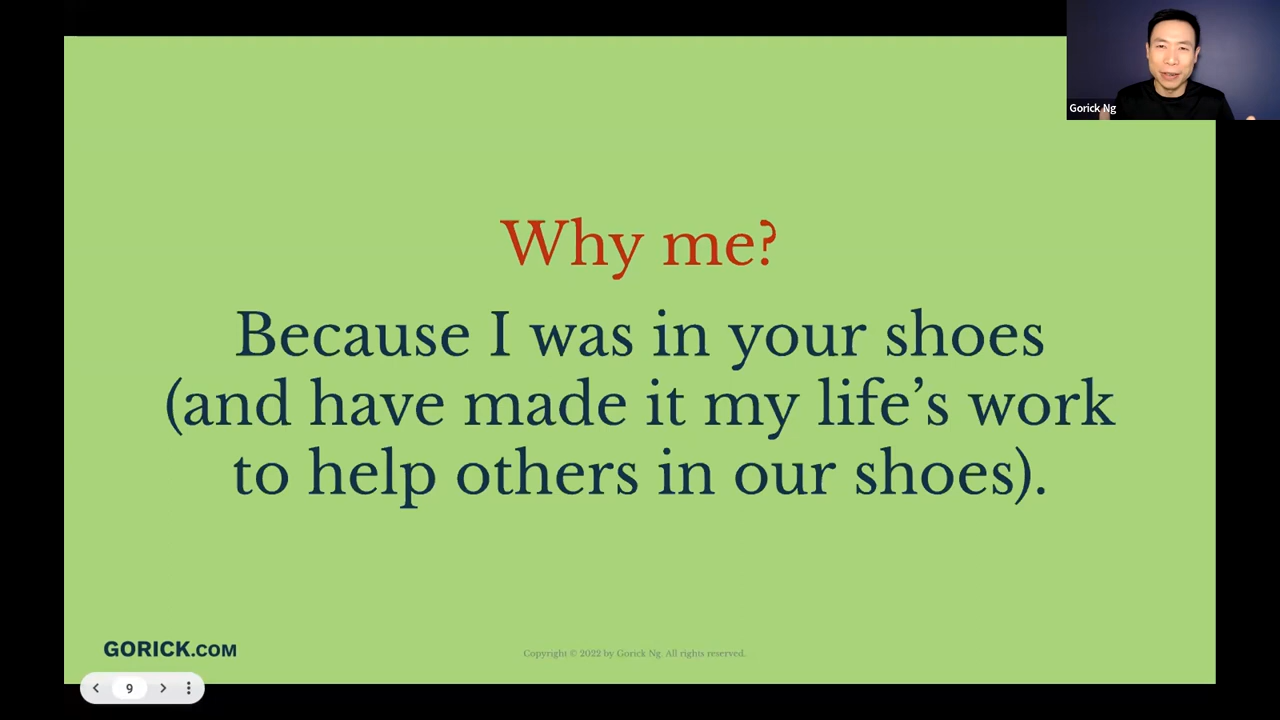 Gorick Ng
Why me?
Because I was in your shoes
(and have made it my life’s work
to help others in our shoes).
GORICK.COM
Copyright © 2022 by Gorick Ng. All rights reserved.
9